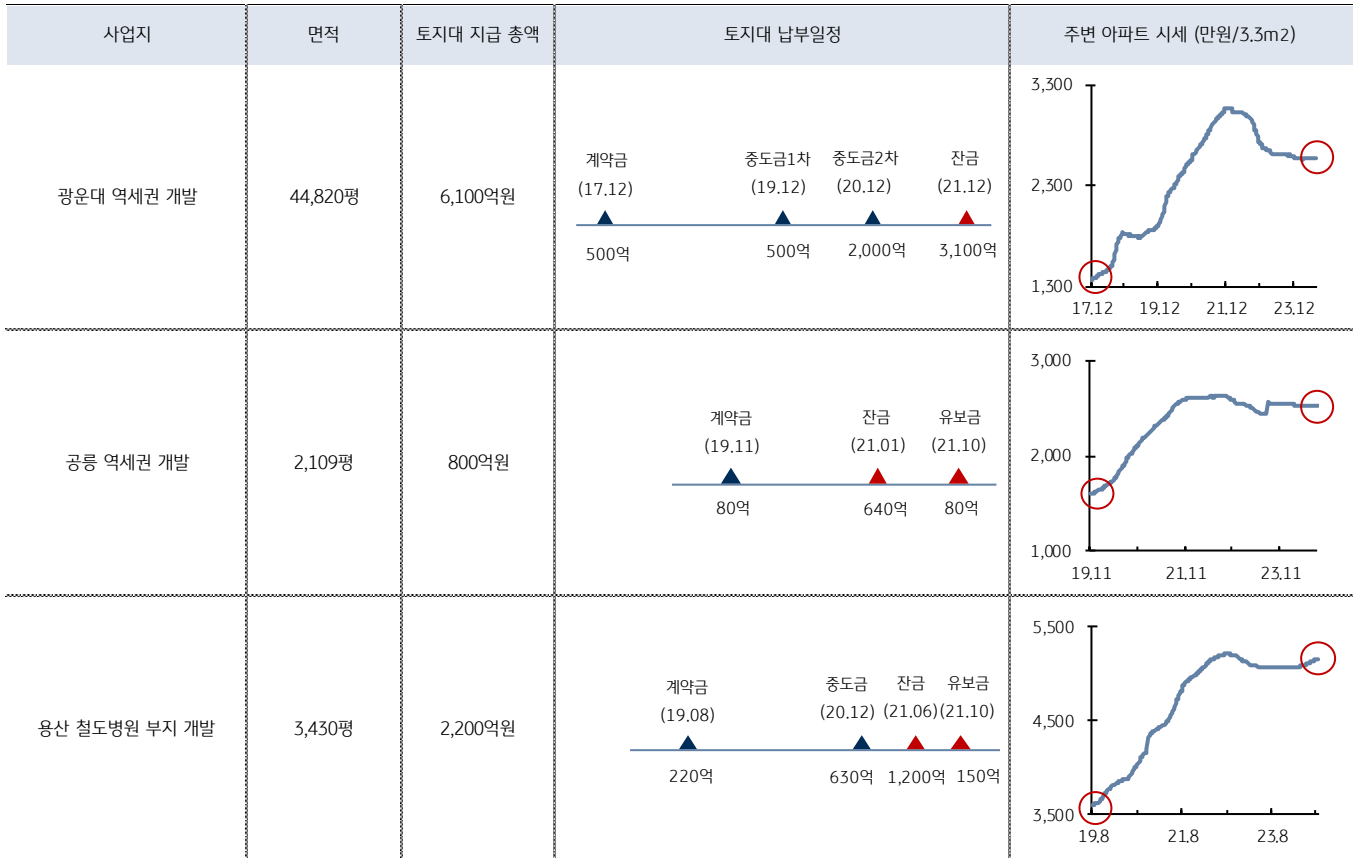 사업지 면적 토지대 지급 총액 토지대 납부일정 주변 아파트 시세 (만원/3.3m2)
광운대 역세권 개발 44,820평 6,100억원
계약금 중도금1차 중도금2차 잔금
(17.12) (19.12) (20.12) (21.12)
500억 500억 2,000억 3,100억
3,300
2,300
1,300
17.12 19.12 21.12 23.12
공릉 역세권 개발 2,109평 800억원
계약금 잔금 유보금
(19.11) (21.01) (21.10)
80억 640억 80억
3,000
2,000
1,000
19.11 21.11 23.11
용산 철도병원 부지 개발 3,430평 2,200억원
계약금 중도금 잔금 유보금
(19.08) (20.12) (21.06) (21.10)
220억 630억 1,200억 150억
5,500
4,500
3,500
19.8 21.8 23.8